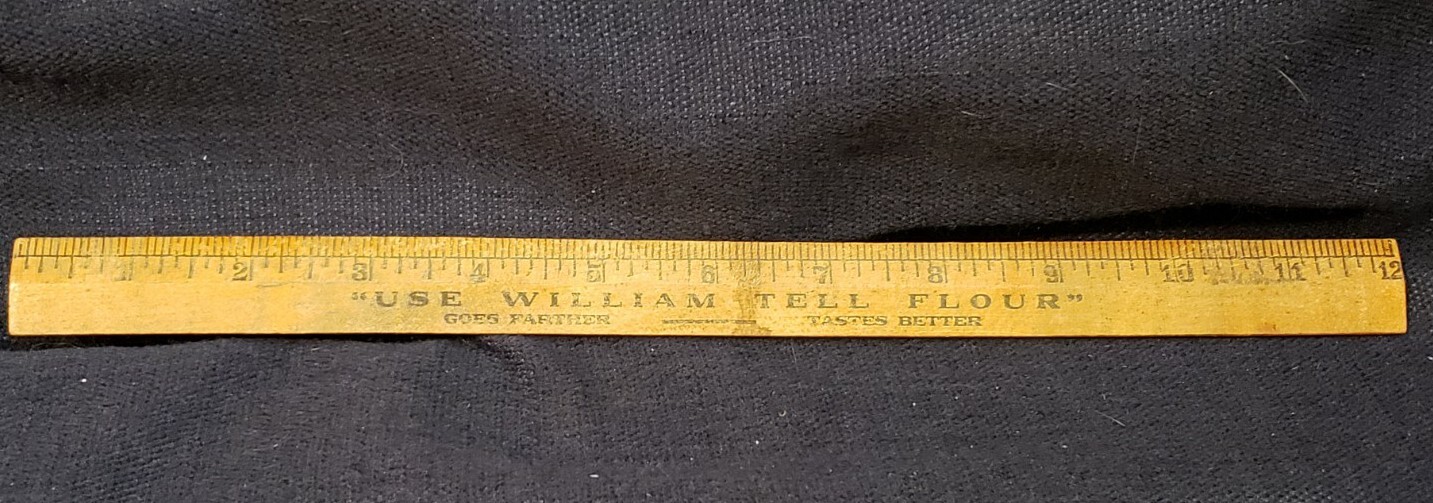 1 2 3 4 5 6 7 8 9 10 11 12
“USE WILLIAM TELL FLOUR”
GOES FARTHER TASTES BETTER